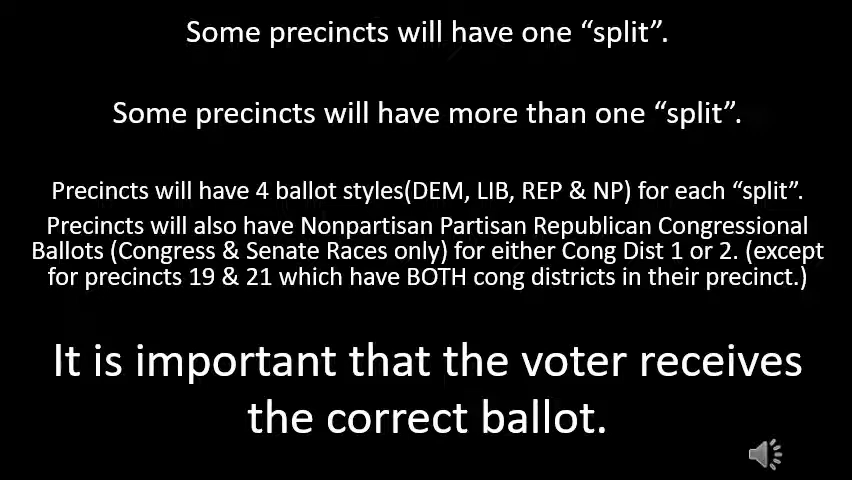 Some precincts will have one “split”.
Some precincts will have more than one “split”.
Precincts will have 4 ballot styles(DEM, LIB, REP & NP) for each “split”.
Precincts will also have Nonpartisan Partisan Republican Congressional
Ballots (Congress & Senate Races only) for either Cong Dist 1 or 2. (except
for precincts 19 & 21 which have BOTH cong districts in their precinct.)
It is important that the voter receives
the correct ballot.